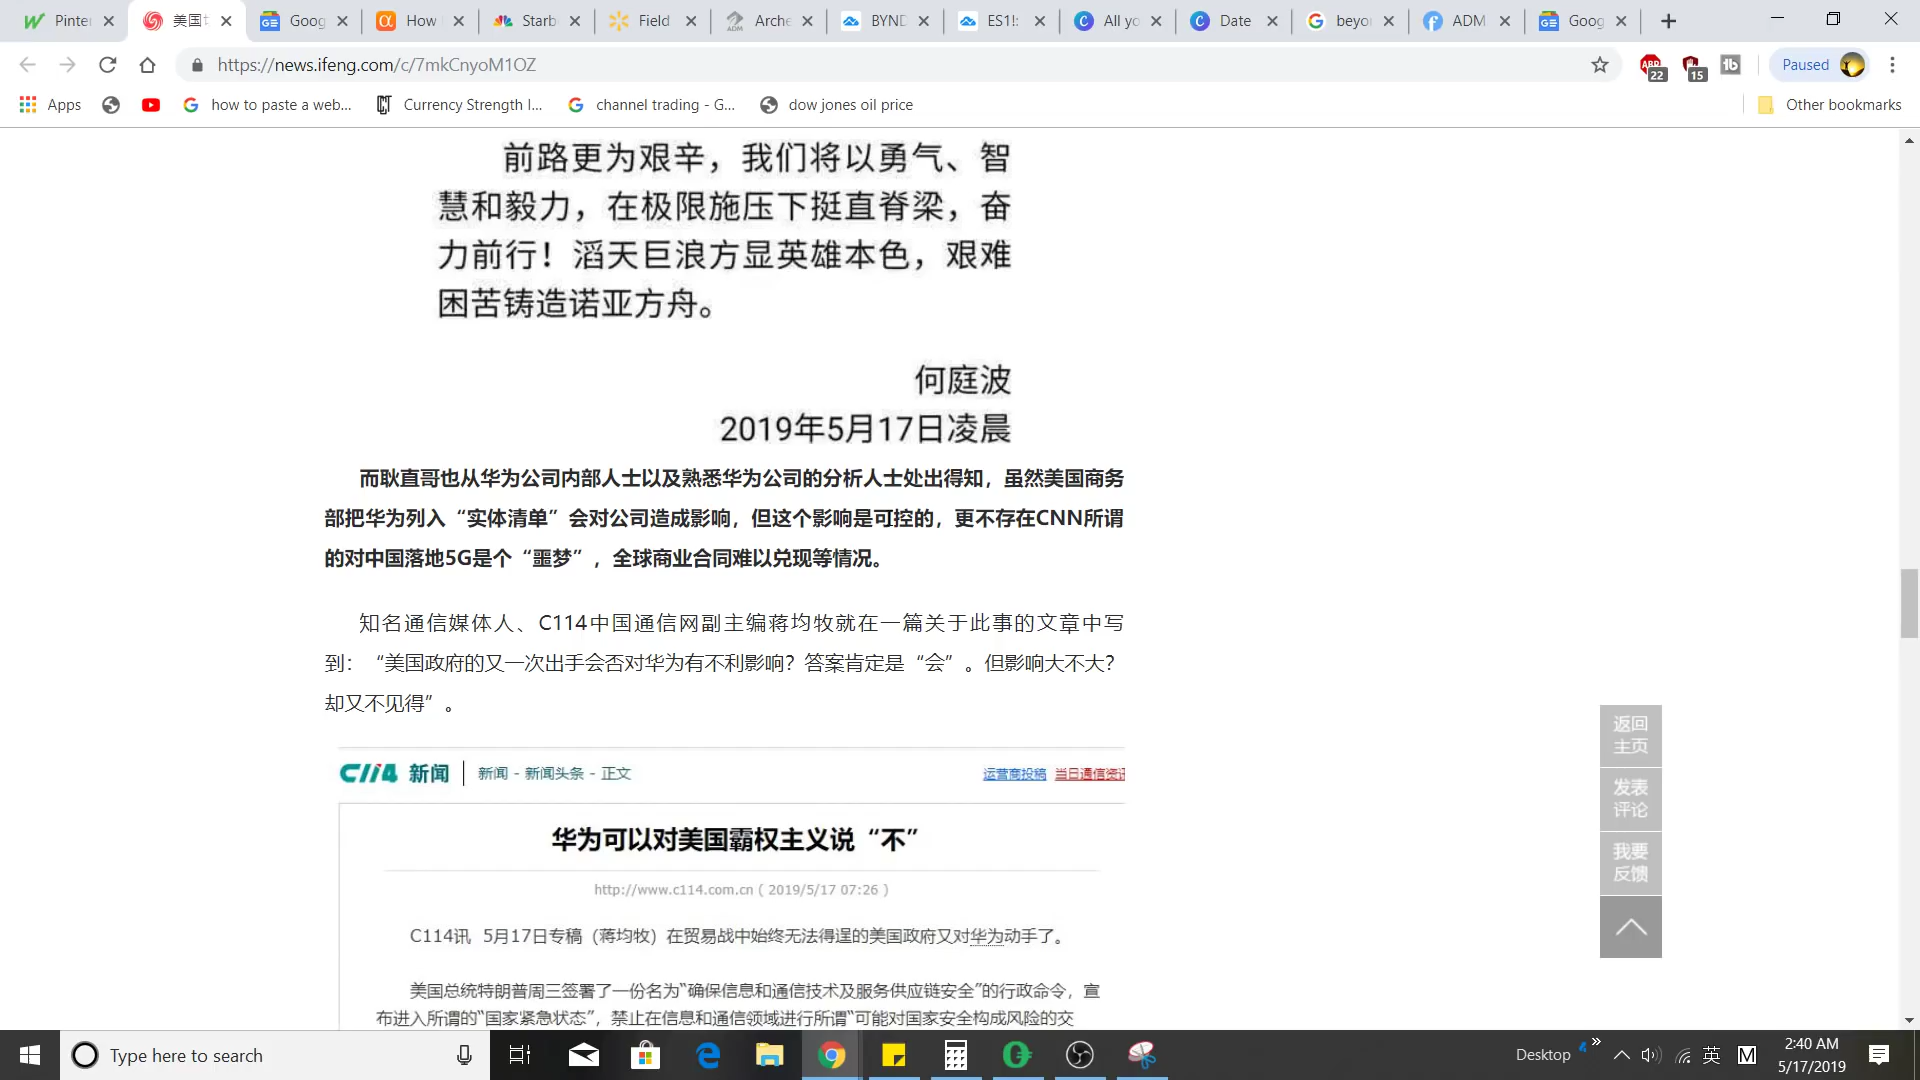 Pinter
美国
Goog
How
Starb
Field
Arche
BYND
ES1!
All yo
Date
beyo
ADM
Goog
https://news.ifeng.com/c/7mkCnyoM1OZ
22
15
Paused
Apps
how to paste a web...
Currency Strength I...
channel trading - G...
dow jones oil price
Other bookmarks
前路更为艰辛，我们将以勇气、智
慧和毅力，在极限施压下挺直脊梁，奋
力前行！滔天巨浪方显英雄本色，艰难
困苦铸造诺亚方舟。
何庭波
2019年5月17日凌晨
而耿直哥也从华为公司内部人士以及熟悉华为公司的分析人士处出得知，虽然美国商务
部把华为列入“实体清单”会对公司造成影响，但这个影响是可控的，更不存在CNN所谓
的对中国落地5G是个“噩梦”，全球商业合同难以兑现等情况。
知名通信媒体人、C114中国通信网副主编蒋均牧就在一篇关于此事的文章中写
到：“美国政府的又一次出手会否对华为有不利影响？答案肯定是“会”。但影响大不大？
却又不见得”。
C114 新闻 新闻 - 新闻头条 - 正文 运营商投稿 当日通信资讯
华为可以对美国霸权主义说“不”
http://www.c114.com.cn ( 2019/5/17 07:26 )
C114讯 5月17日专稿（蒋均牧）在贸易战中始终无法得逞的美国政府又对华为动手了。
美国总统特朗普周三签署了一份名为“确保信息和通信技术及服务供应链安全”的行政命令，宣
布进入所谓的“国家紧急状态”，禁止在信息和通信领域进行所谓“可能对国家安全构成风险的交
返回
主页
发表
评论
我要
反馈
Type here to search
Desktop
英
M
2:40 AM
5/17/2019